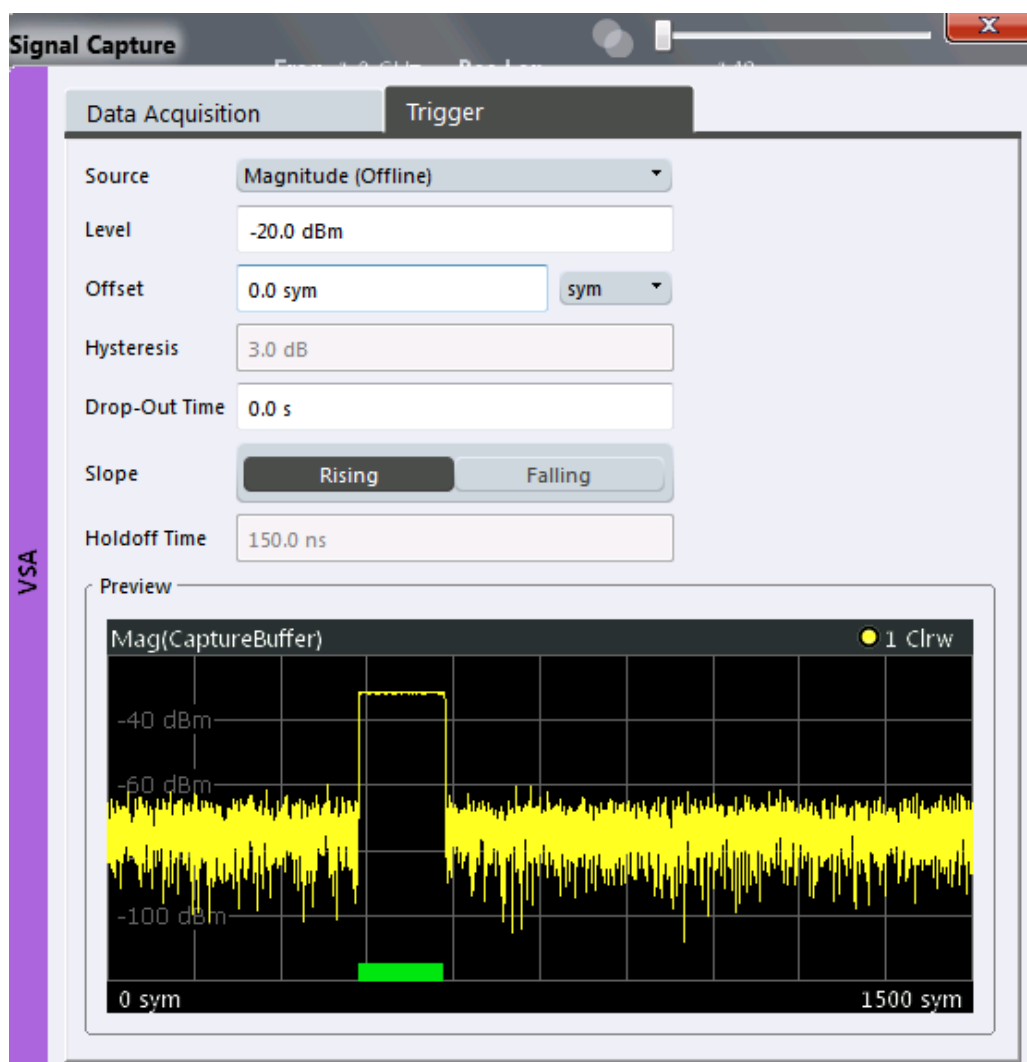 Signal Capture
Data Acquisition
Trigger
Source
Magnitude (Offline)
Level
-20.0 dBm
Offset
0.0 sym
sym
Hysteresis
3.0 dB
Drop-Out Time
0.0 s
Slope
Rising
Falling
Holdoff Time
150.0 ns
VSA
Preview
Mag(CaptureBuffer)
1 Clrw
-40 dBm
-60 dBm
-100 dBm
0 sym
1500 sym